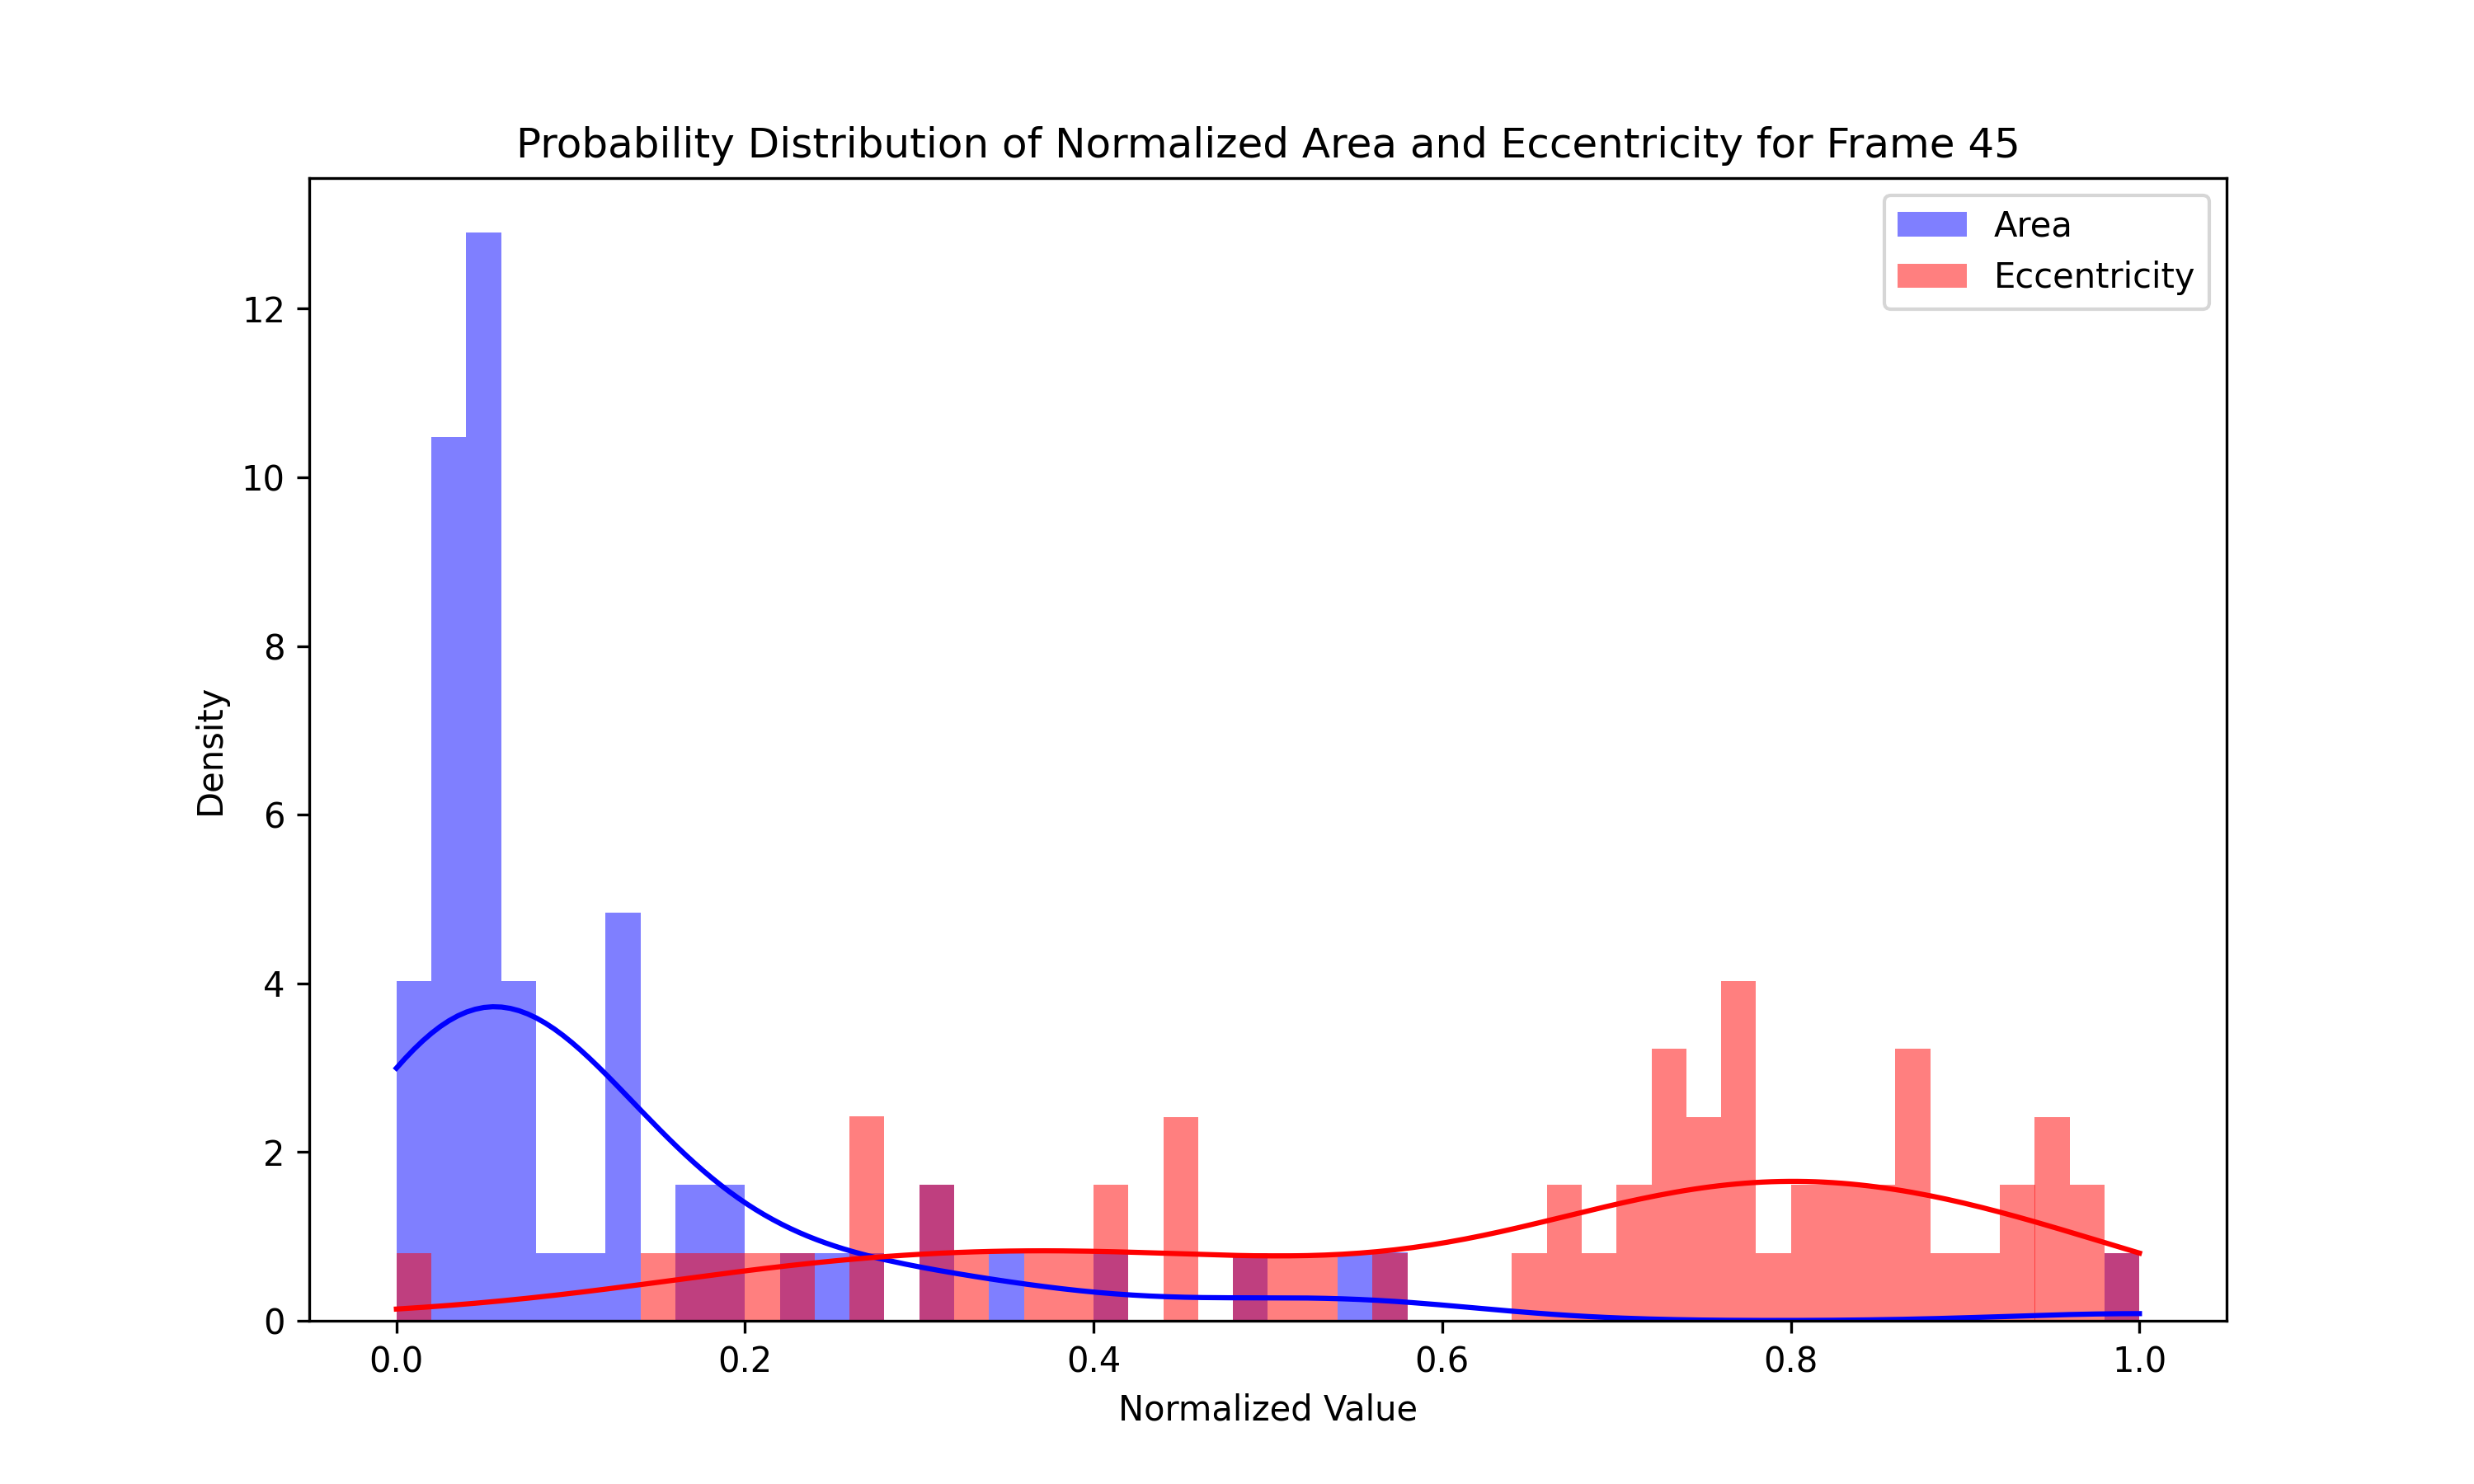 Probability Distribution of Normalized Area and Eccentricity for Frame 45
Area
Eccentricity
12
10
8
6
4
2
0
Density
0.0 0.2 0.4 0.6 0.8 1.0
Normalized Value